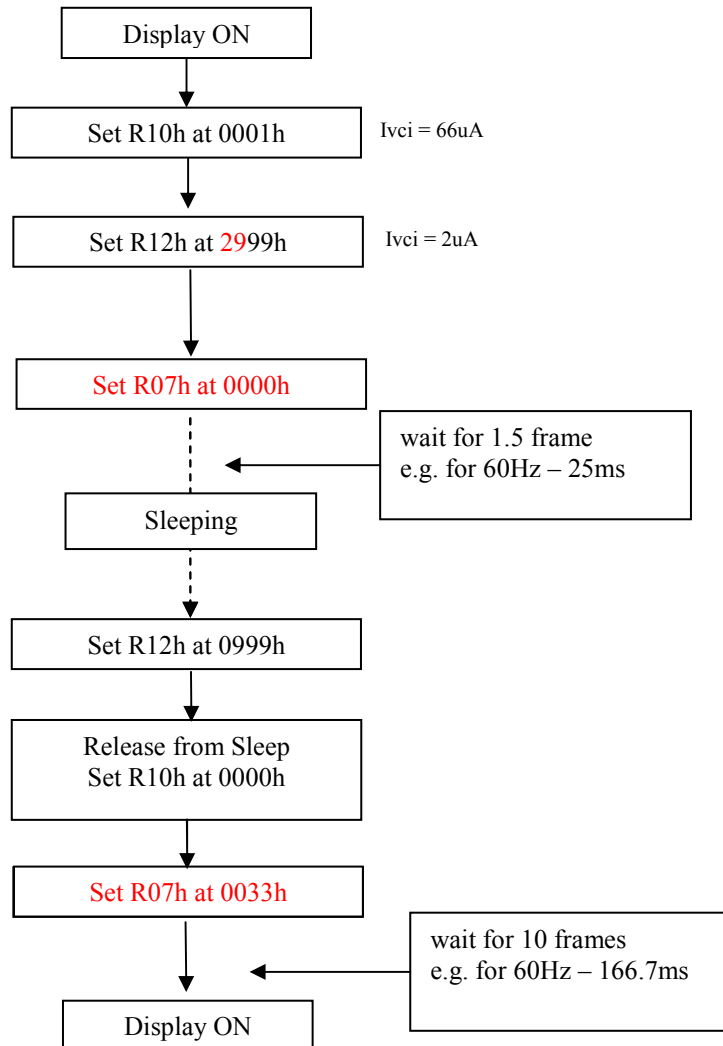 Display ON
Set R10h at 0001h
Ivci = 66uA
Set R12h at 2999h
Ivci = 2uA
Set R07h at 0000h
wait for 1.5 frame
e.g. for 60Hz – 25ms
Sleeping
Set R12h at 0999h
Release from Sleep
Set R10h at 0000h
Set R07h at 0033h
wait for 10 frames
e.g. for 60Hz – 166.7ms
Display ON